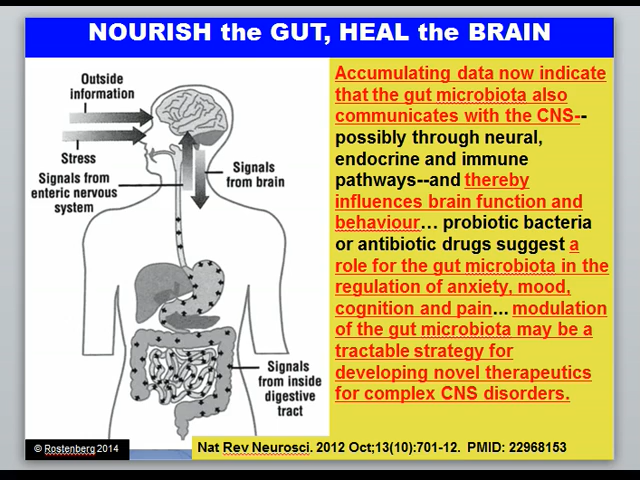 NOURISH the GUT, HEAL the BRAIN
Outside
information
Stress
Signals from
enteric nervous
system
Signals
from brain
Signals
from inside
digestive
tract
Accumulating data now indicate
that the gut microbiota also
communicates with the CNS--
possibly through neural,
endocrine and immune
pathways--and thereby
influences brain function and
behaviour… probiotic bacteria
or antibiotic drugs suggest a
role for the gut microbiota in the
regulation of anxiety, mood,
cognition and pain... modulation
of the gut microbiota may be a
tractable strategy for
developing novel therapeutics
for complex CNS disorders.
© Rostenberg 2014
Nat Rev Neurosci. 2012 Oct;13(10):701-12. PMID: 22968153